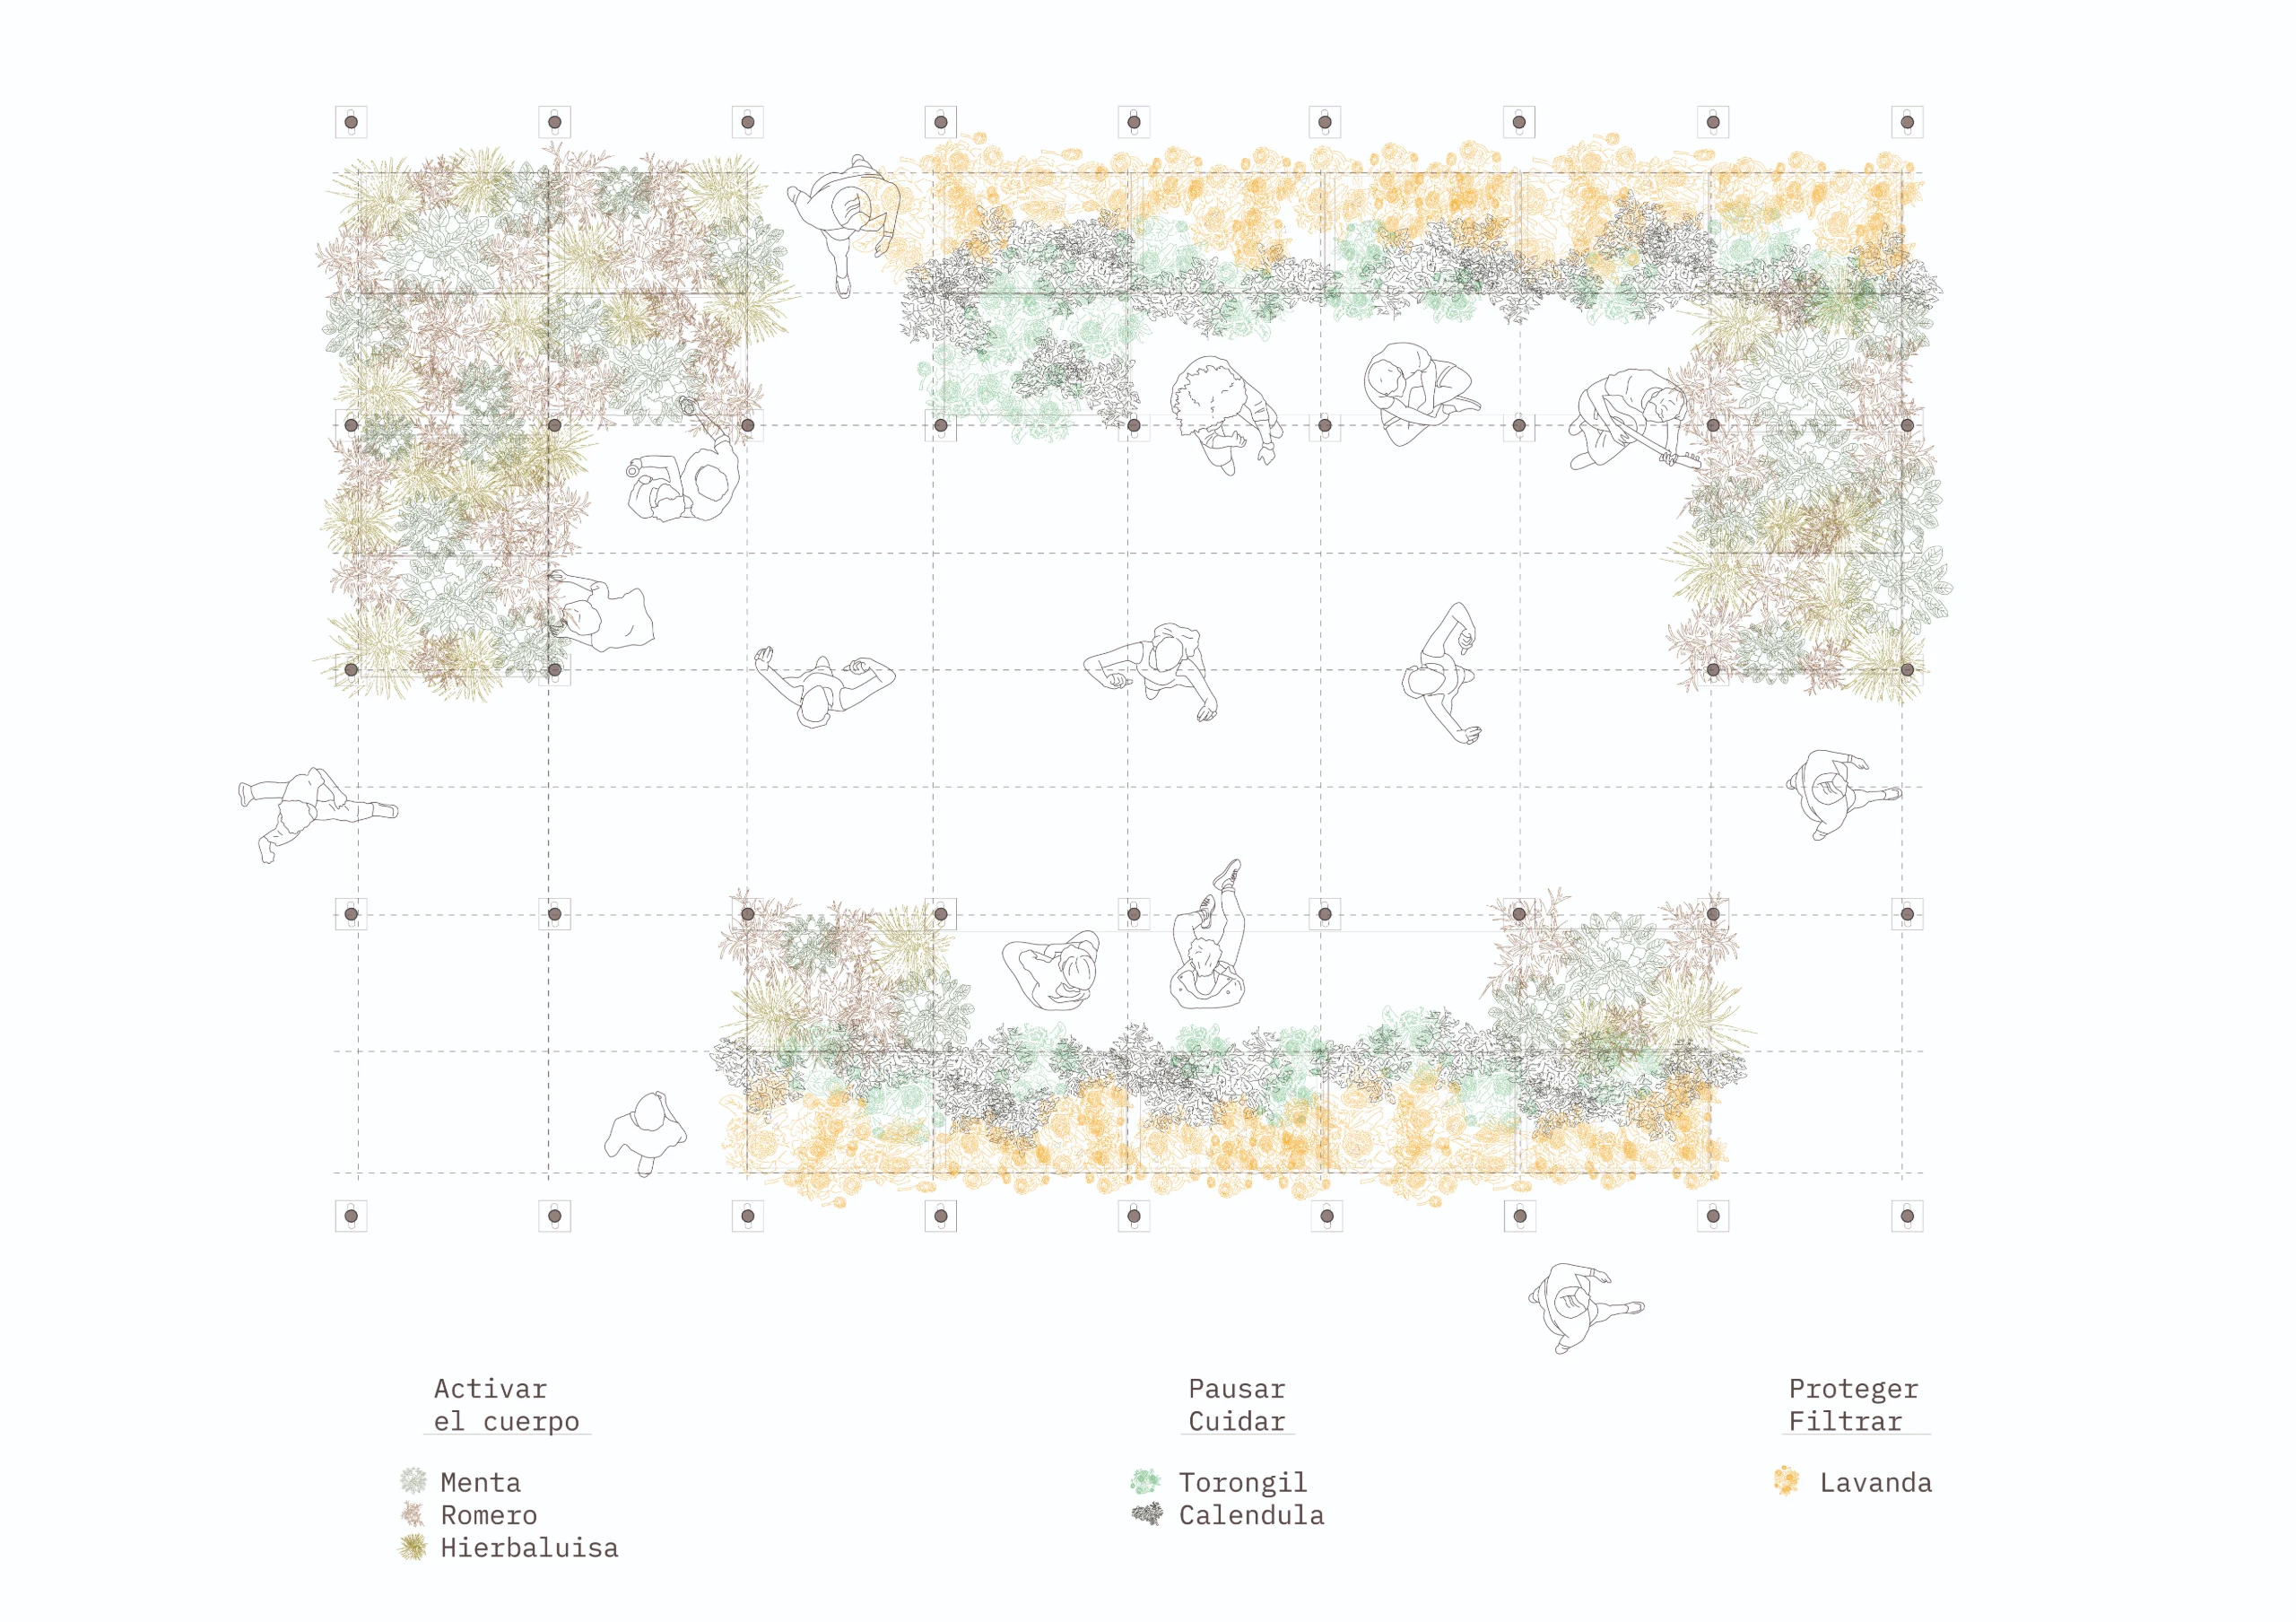 Activar
el cuerpo
Menta
Romero
Hierbaluisa
Pausar
Cuidar
Torongil
Calendula
Proteger
Filtrar
Lavanda